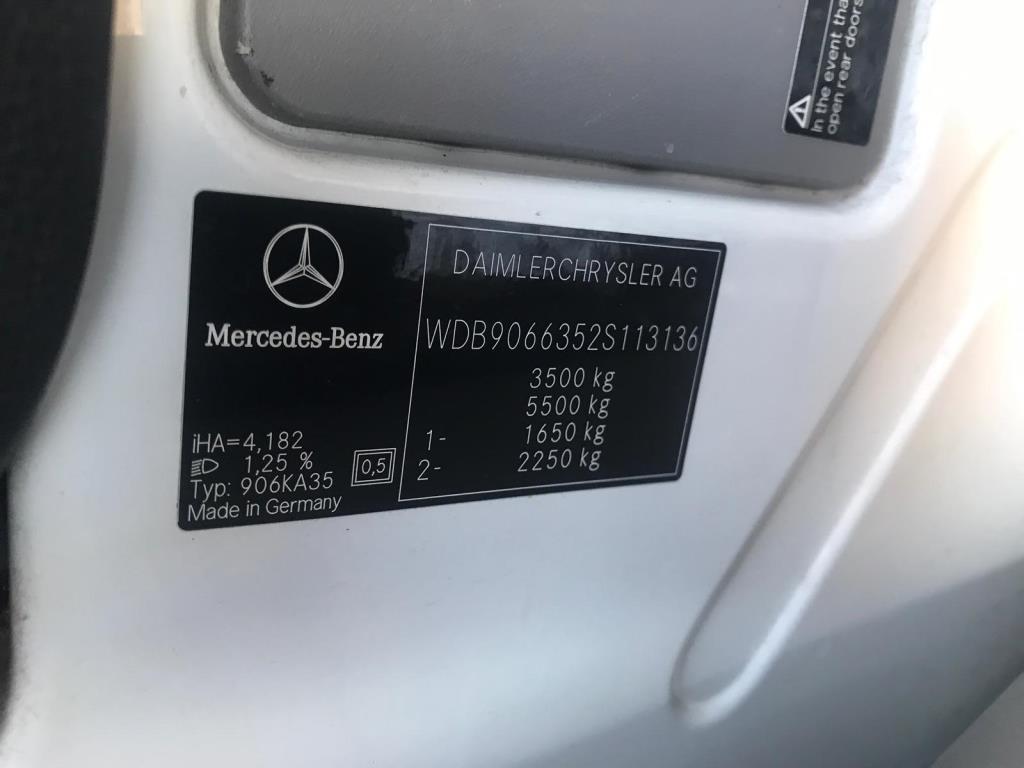 In the event that
open rear doors
Mercedes-Benz
iHA=4,182
1,25 %
Typ: 906KA35
0,5
Made in Germany
DAIMLERCHRYSLER AG
WDB9066352S113136
3500 kg
5500 kg
1- 1650 kg
2- 2250 kg